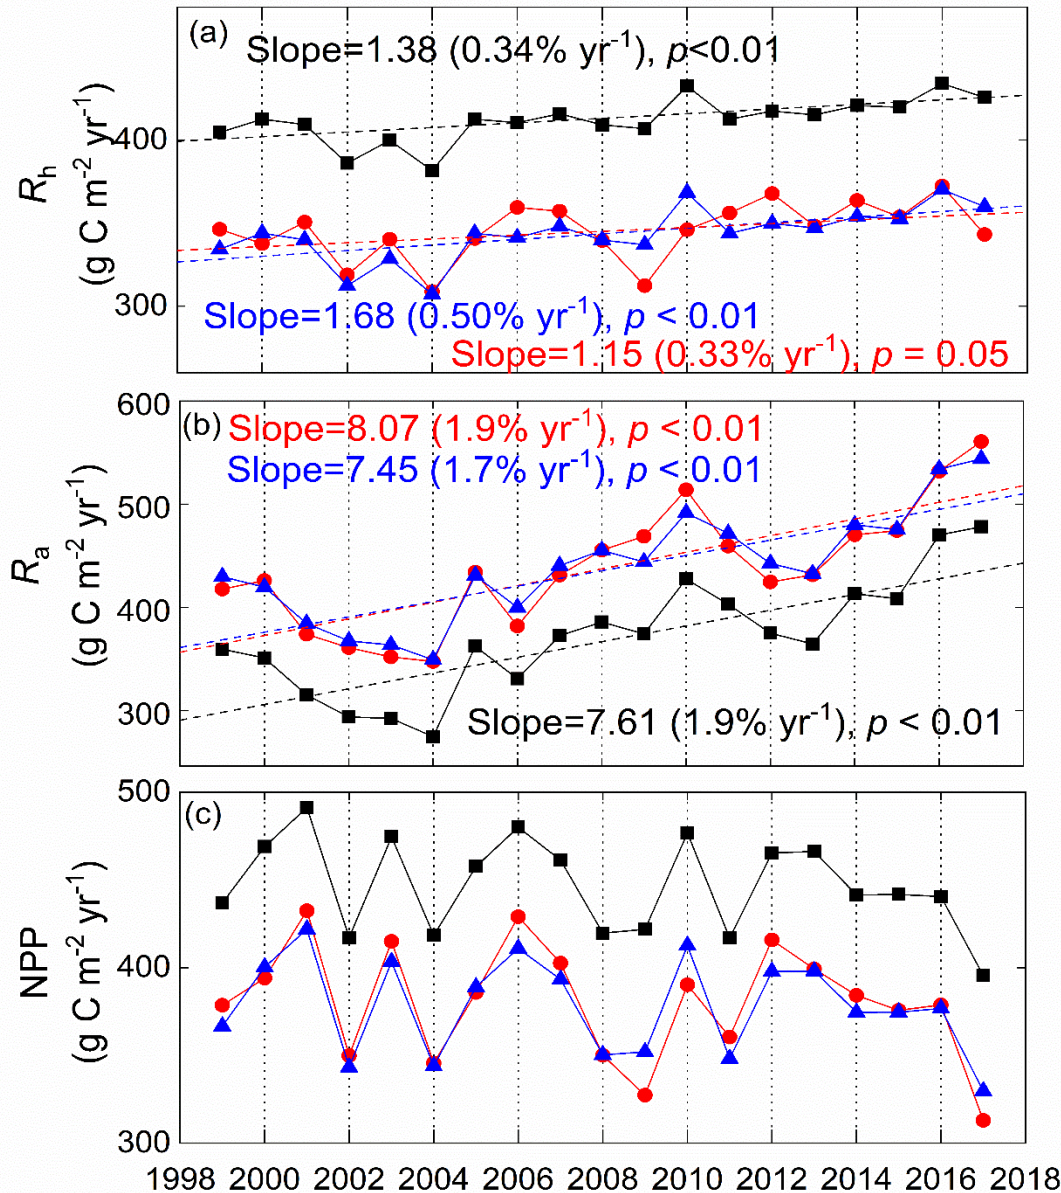 (a)
Slope=1.38 (0.34% yr⁻¹), p<0.01
400
Rh
(g C m⁻² yr⁻¹)
300
Slope=1.68 (0.50% yr⁻¹), p < 0.01
Slope=1.15 (0.33% yr⁻¹), p = 0.05
600
(b)
Slope=8.07 (1.9% yr⁻¹), p < 0.01
Slope=7.45 (1.7% yr⁻¹), p < 0.01
500
Ra
(g C m⁻² yr⁻¹)
400
300
Slope=7.61 (1.9% yr⁻¹), p < 0.01
500
(c)
NPP
(g C m⁻² yr⁻¹)
400
300
1998 2000 2002 2004 2006 2008 2010 2012 2014 2016 2018